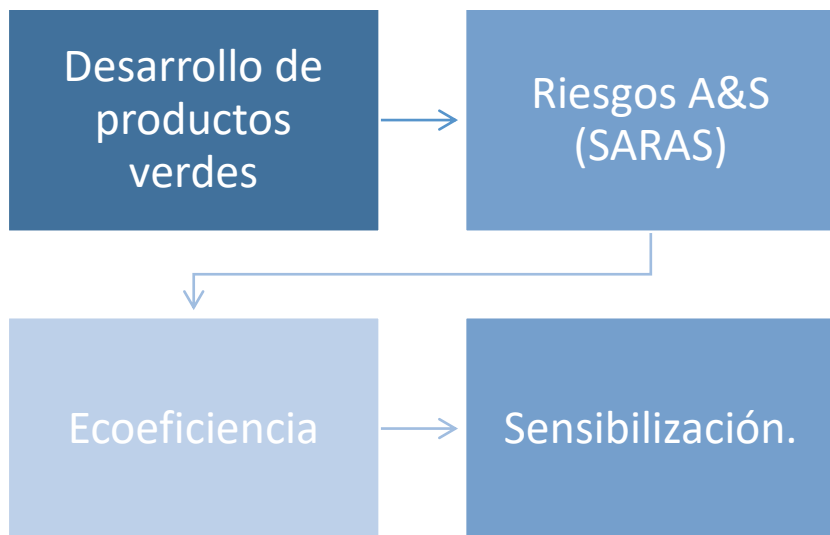 Desarrollo de
productos
verdes
Riesgos A&S
(SARAS)
Ecoeficiencia
Sensibilización.